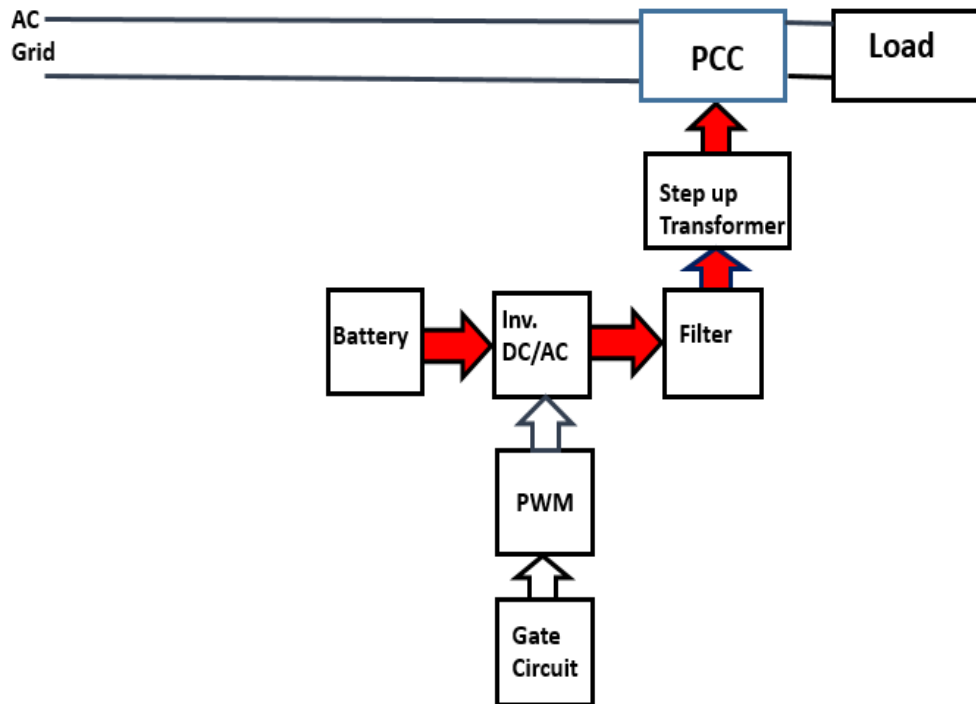 AC
Grid
PCC
Load
Step up
Transformer
Battery
Inv.
DC/AC
Filter
PWM
Gate
Circuit